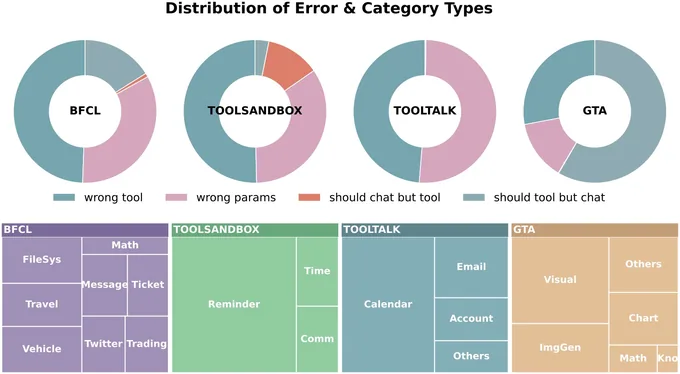 Distribution of Error & Category Types
BFCL
TOOLSANDBOX
TOOLTALK
GTA
wrong tool
wrong params
should chat but tool
should tool but chat
BFCL
FileSys
Travel
Vehicle
Math
Message
Ticket
Twitter
Trading
TOOLSANDBOX
Reminder
Time
Comm
TOOLTALK
Calendar
Email
Account
Others
GTA
Visual
ImgGen
Others
Chart
Math
Kno